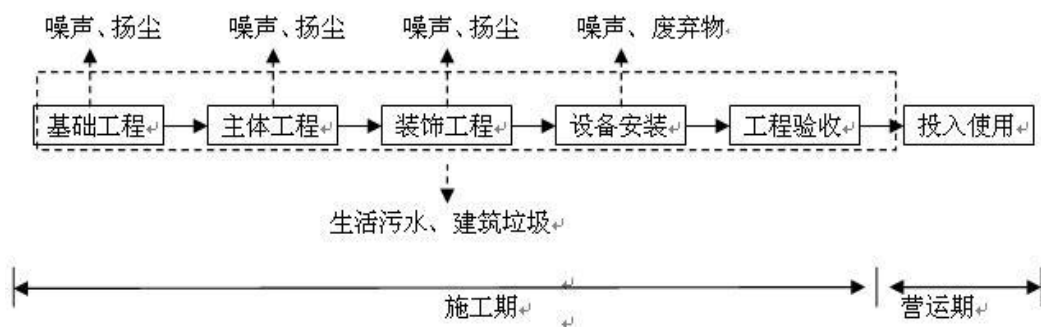 噪声、扬尘 噪声、扬尘 噪声、扬尘 噪声、废弃物
基础工程 主体工程 装饰工程 设备安装 工程验收 投入使用
生活污水、建筑垃圾
施工期 营运期